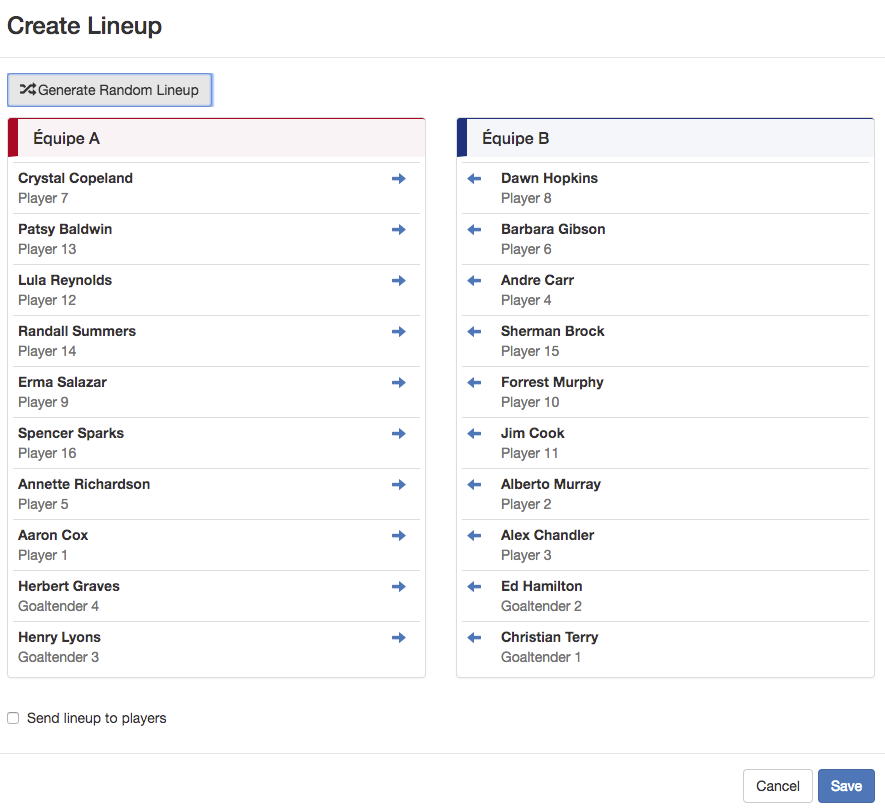 Create Lineup
Generate Random Lineup
Équipe A
Crystal Copeland
Player 7
Patsy Baldwin
Player 13
Lula Reynolds
Player 12
Randall Summers
Player 14
Erma Salazar
Player 9
Spencer Sparks
Player 16
Annette Richardson
Player 5
Aaron Cox
Player 1
Herbert Graves
Goaltender 4
Henry Lyons
Goaltender 3
Équipe B
Dawn Hopkins
Player 8
Barbara Gibson
Player 6
Andre Carr
Player 4
Sherman Brock
Player 15
Forrest Murphy
Player 10
Jim Cook
Player 11
Alberto Murray
Player 2
Alex Chandler
Player 3
Ed Hamilton
Goaltender 2
Christian Terry
Goaltender 1
Send lineup to players
Cancel
Save